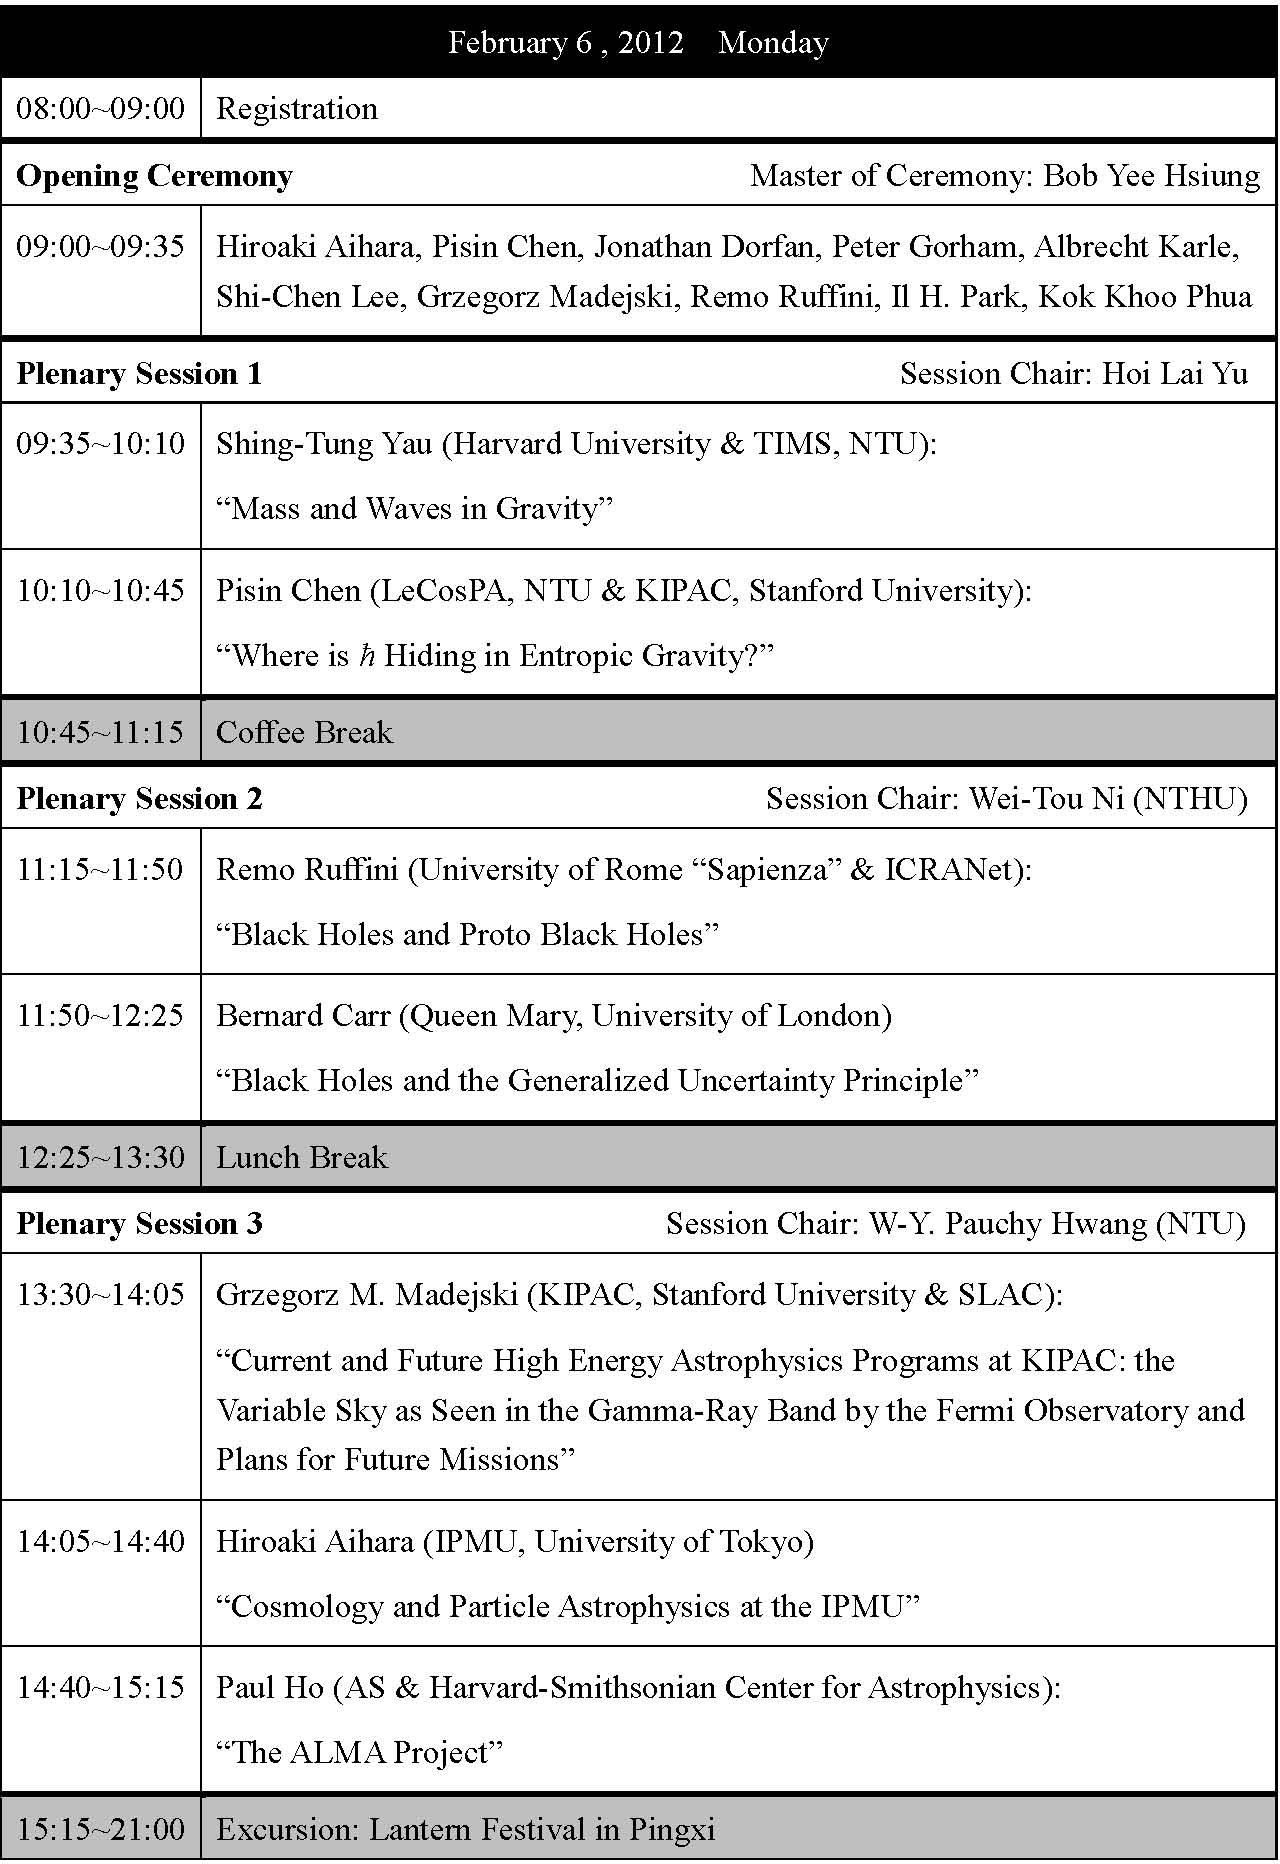 February 6 , 2012 Monday
08:00~09:00 Registration
Opening Ceremony Master of Ceremony: Bob Yee Hsiung
09:00~09:35 Hiroaki Aihara, Pisin Chen, Jonathan Dorfan, Peter Gorham, Albrecht Karle,
Shi-Chen Lee, Grzegorz Madejski, Remo Ruffini, Il H. Park, Kok Khoo Phua
Plenary Session 1 Session Chair: Hoi Lai Yu
09:35~10:10 Shing-Tung Yau (Harvard University & TIMS, NTU):
“Mass and Waves in Gravity”
10:10~10:45 Pisin Chen (LeCosPA, NTU & KIPAC, Stanford University):
“Where is ℏ Hiding in Entropic Gravity?”
10:45~11:15 Coffee Break
Plenary Session 2 Session Chair: Wei-Tou Ni (NTHU)
11:15~11:50 Remo Ruffini (University of Rome “Sapienza” & ICRANet):
“Black Holes and Proto Black Holes”
11:50~12:25 Bernard Carr (Queen Mary, University of London)
“Black Holes and the Generalized Uncertainty Principle”
12:25~13:30 Lunch Break
Plenary Session 3 Session Chair: W-Y. Pauchy Hwang (NTU)
13:30~14:05 Grzegorz M. Madejski (KIPAC, Stanford University & SLAC):
“Current and Future High Energy Astrophysics Programs at KIPAC: the
Variable Sky as Seen in the Gamma-Ray Band by the Fermi Observatory and
Plans for Future Missions”
14:05~14:40 Hiroaki Aihara (IPMU, University of Tokyo)
“Cosmology and Particle Astrophysics at the IPMU”
14:40~15:15 Paul Ho (AS & Harvard-Smithsonian Center for Astrophysics):
“The ALMA Project”
15:15~21:00 Excursion: Lantern Festival in Pingxi